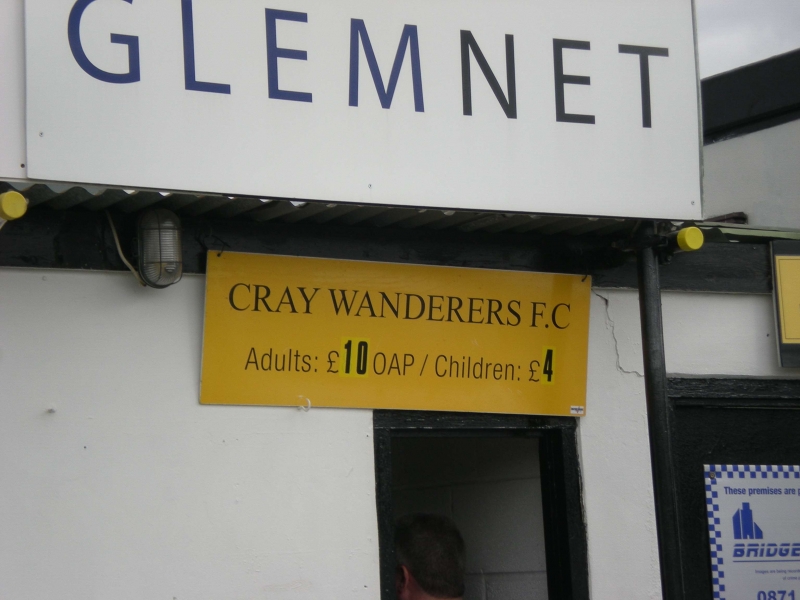 GLEMNET
CRAY WANDERERS F.C
Adults: £10 OAP / Children: £4
These premises are
BRIDGE
0871